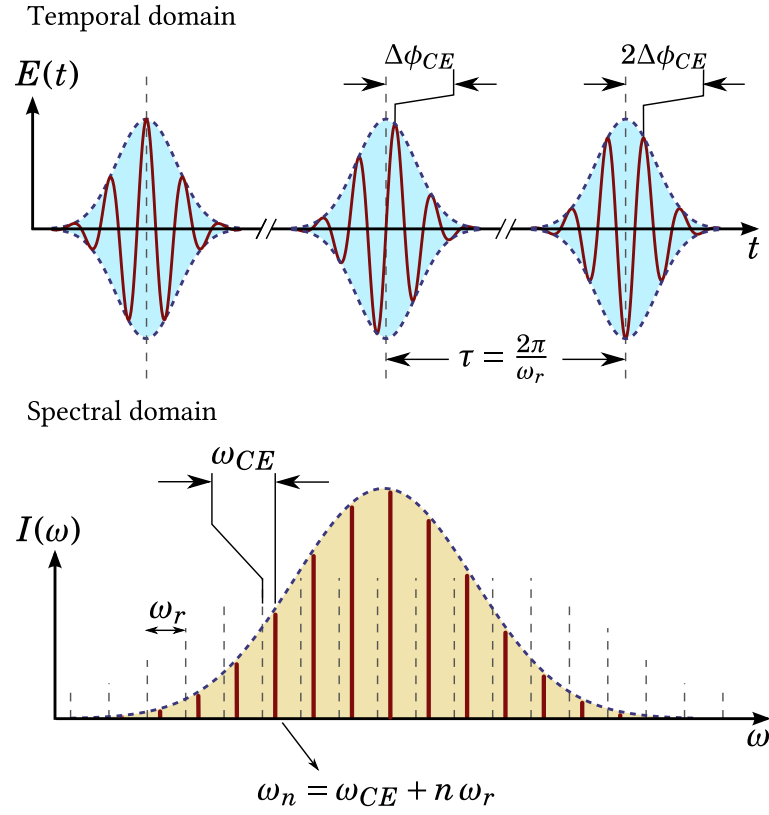 Temporal domain
Δϕ_CE 2Δϕ_CE
E(t)
t
τ = 2π/ω_r
Spectral domain
ω_CE
I(ω)
ω_r
ω
ω_n = ω_CE + n ω_r